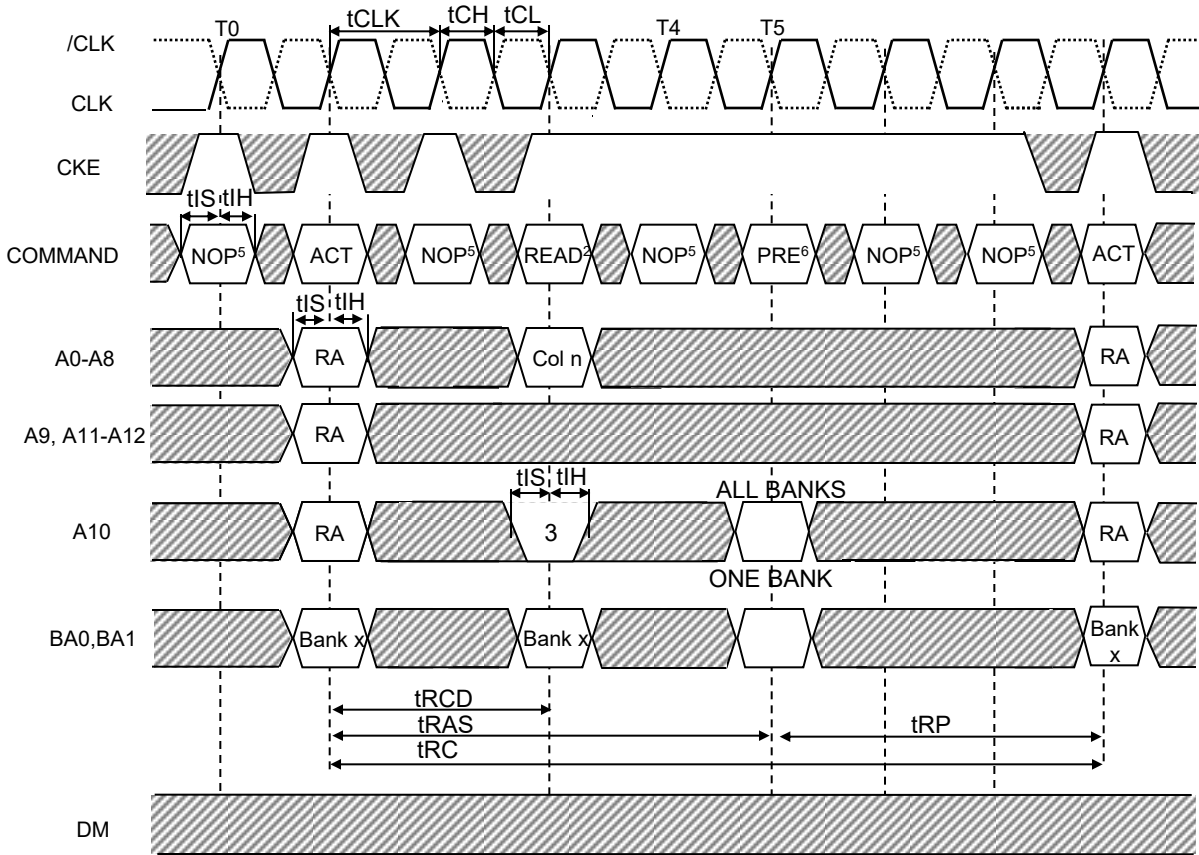 tCLK tCH tCL
T0 T4 T5
/CLK
CLK
CKE
tIS tIH
COMMAND NOP⁵ ACT NOP⁵ READ² NOP⁵ PRE⁶ NOP⁵ NOP⁵ ACT
tIS tIH
A0-A8 RA Col n RA
A9, A11-A12 RA RA
tIS tIH ALL BANKS
A10 RA 3 RA
ONE BANK
BA0,BA1 Bank x Bank x Bank
x
tRCD
tRAS tRP
tRC
DM